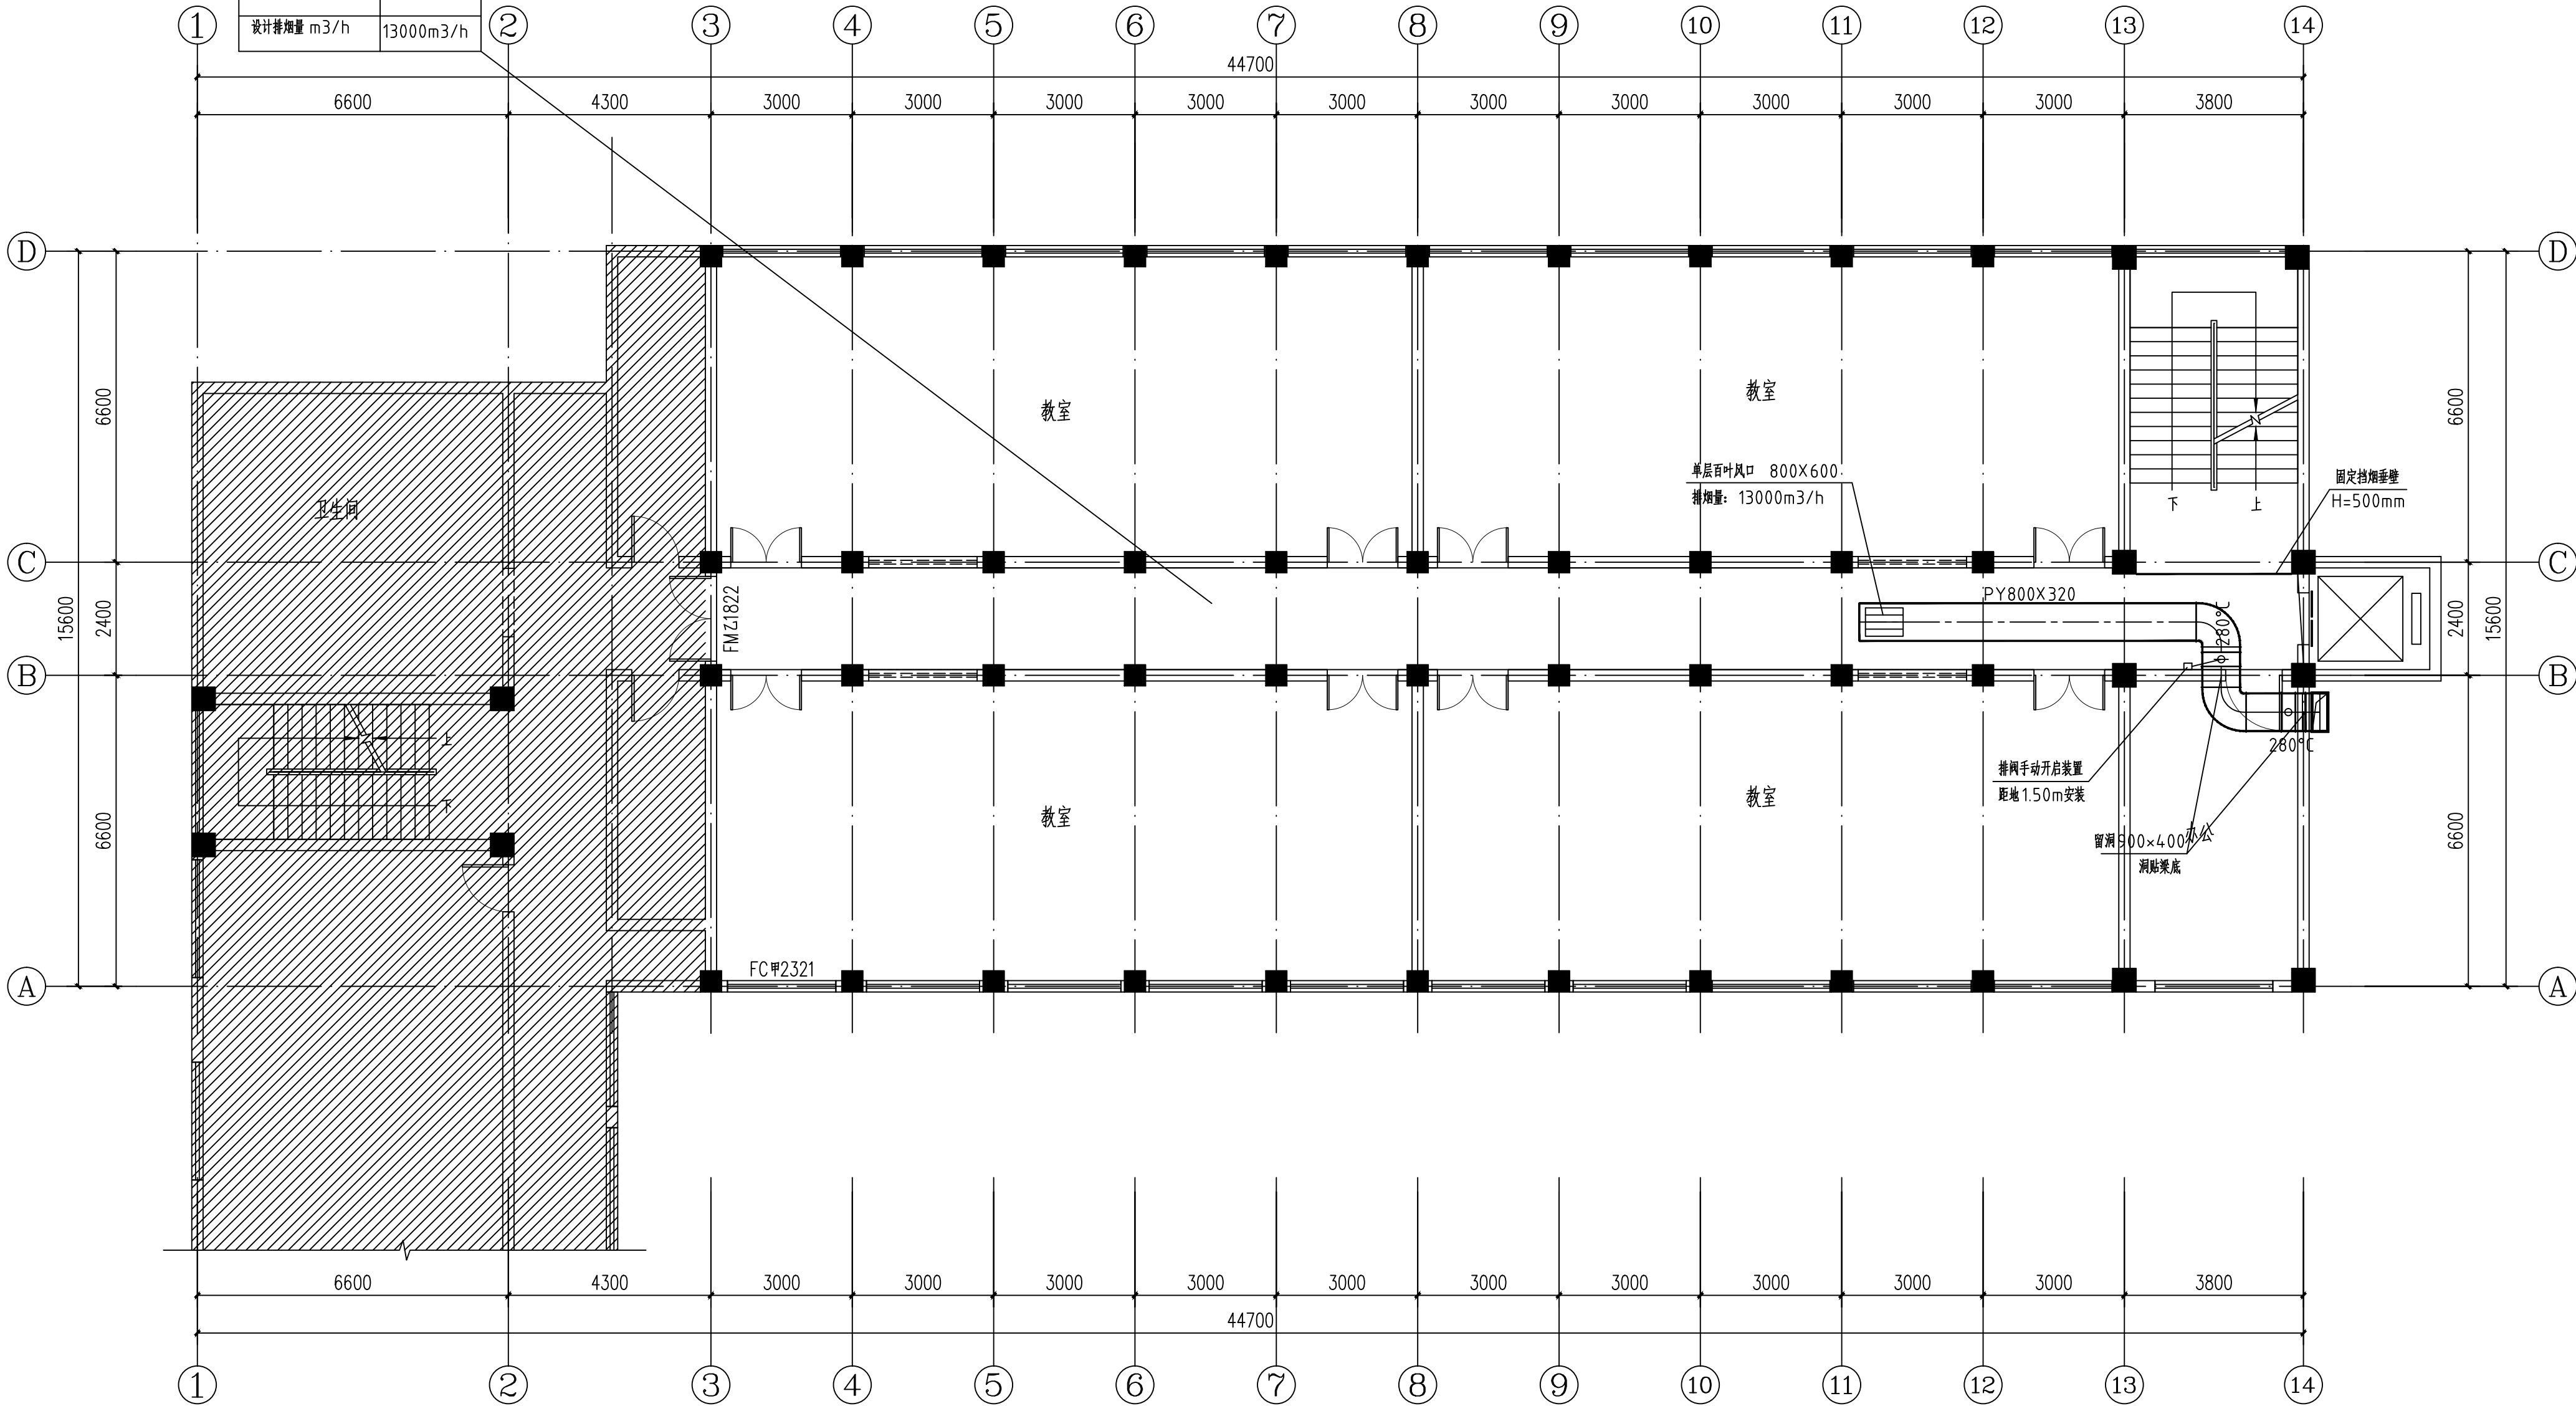 设计排烟量 m3/h 13000m3/h
1 2 3 4 5 6 7 8 9 10 11 12 13 14
44700
6600 4300 3000 3000 3000 3000 3000 3000 3000 3000 3000 3000 3800
D D
6600 6600
教室 教室
单层百叶风口 800X600
排烟量：13000m3/h
固定挡烟垂壁
H=500mm
卫生间
下 上
C C
15600 2400 2400 15600
FM乙1822
PY800X320
280℃
B B
280℃
上
下
排阀手动开启装置
距地1.50m安装
教室 教室
办公
留洞900×400
洞贴梁底
6600 6600
FC甲2321
A A
6600 4300 3000 3000 3000 3000 3000 3000 3000 3000 3000 3000 3800
44700
1 2 3 4 5 6 7 8 9 10 11 12 13 14